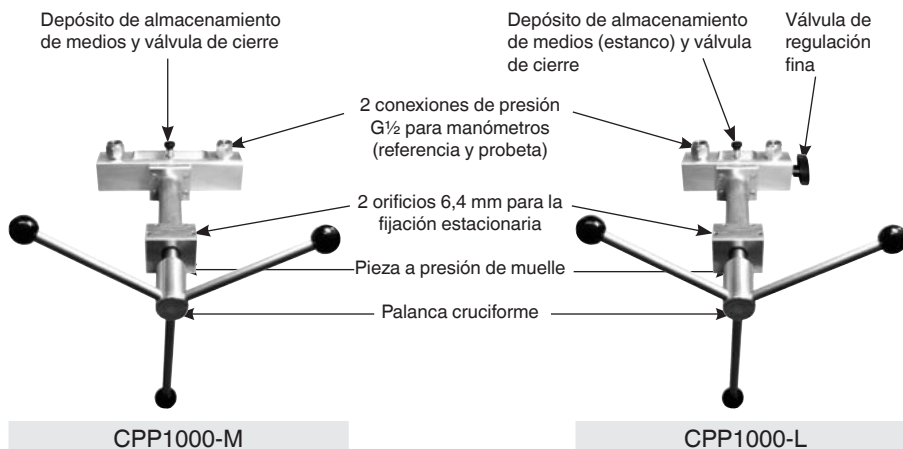 Depósito de almacenamiento
de medios y válvula de cierre
Depósito de almacenamiento
de medios (estanco) y válvula
de cierre
Válvula de
regulación
fina
2 conexiones de presión
G½ para manómetros
(referencia y probeta)
2 orificios 6,4 mm para la
fijación estacionaria
Pieza a presión de muelle
Palanca cruciforme
CPP1000-M
CPP1000-L